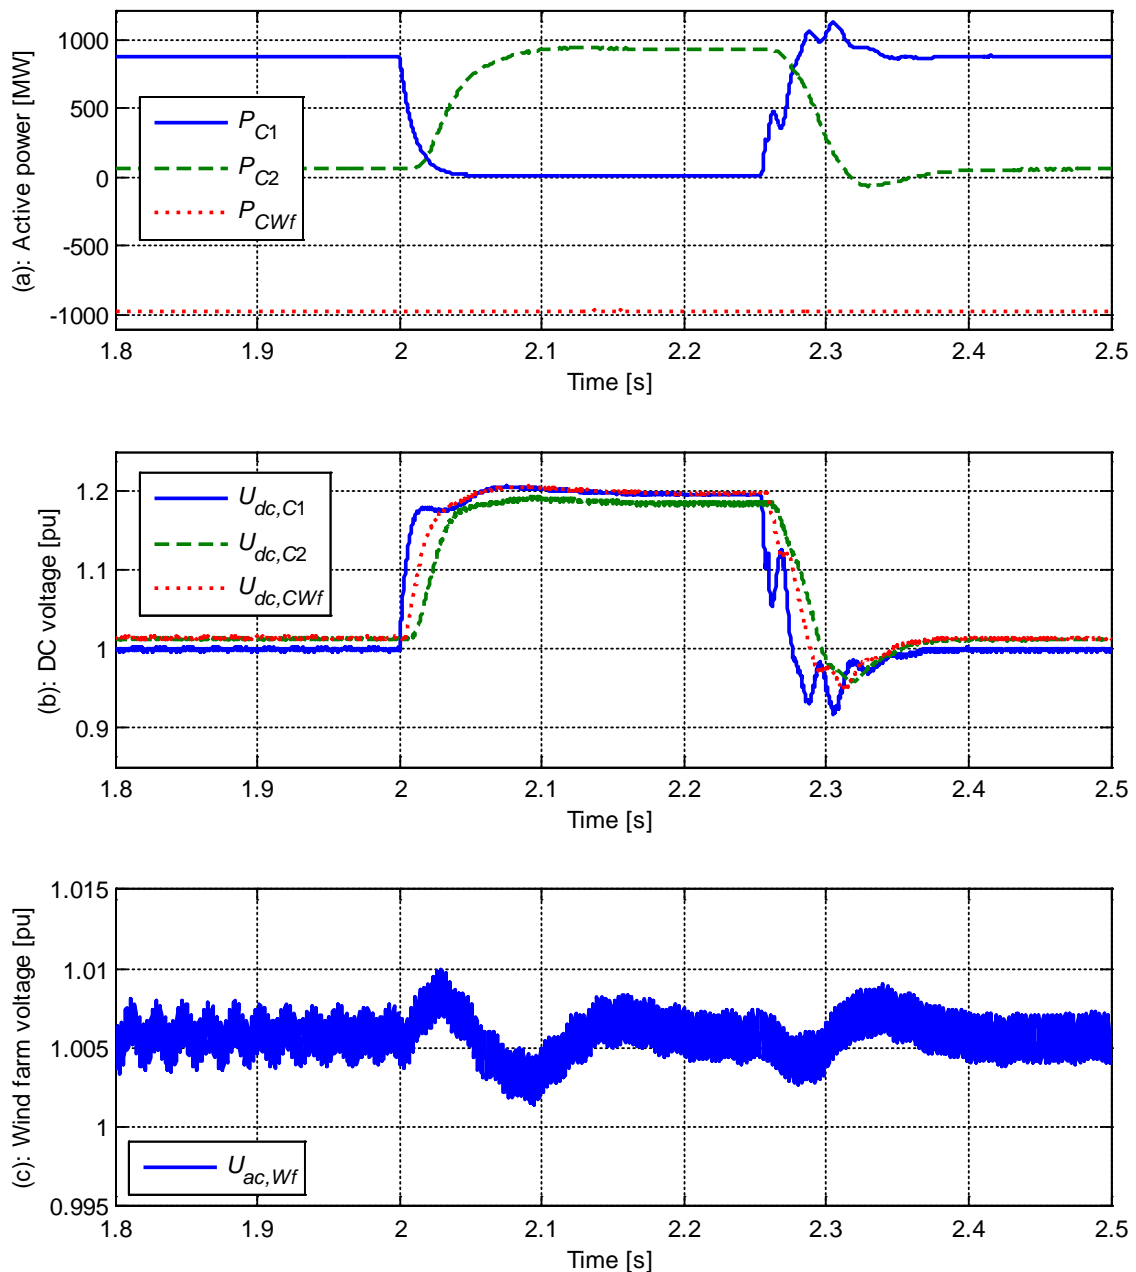 1000
500
0
-500
-1000
(a): Active power [MW]
P_C1
P_C2
P_CWf
1.8 1.9 2 2.1 2.2 2.3 2.4 2.5
Time [s]
1.2
1.1
1
0.9
(b): DC voltage [pu]
U_dc,C1
U_dc,C2
U_dc,CWf
1.8 1.9 2 2.1 2.2 2.3 2.4 2.5
Time [s]
1.015
1.01
1.005
1
0.995
(c): Wind farm voltage [pu]
U_ac,Wf
1.8 1.9 2 2.1 2.2 2.3 2.4 2.5
Time [s]